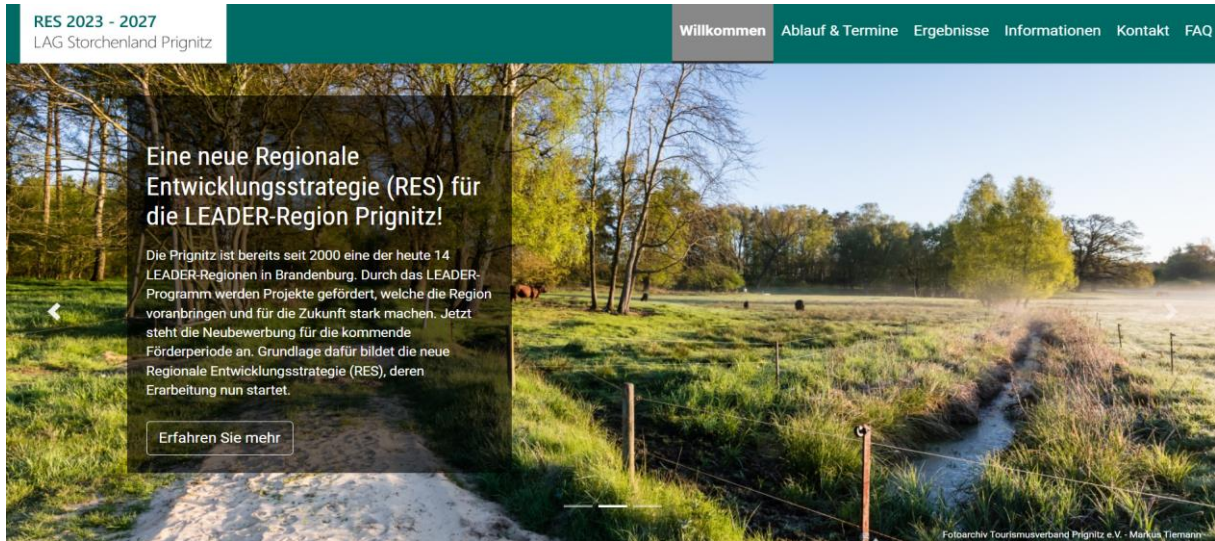 RES 2023 - 2027
LAG Storchenland Prignitz
Willkommen Ablauf & Termine Ergebnisse Informationen Kontakt FAQ
Eine neue Regionale
Entwicklungsstrategie (RES) für
die LEADER-Region Prignitz!
Die Prignitz ist bereits seit 2000 eine der heute 14
LEADER-Regionen in Brandenburg. Durch das LEADER-
Programm werden Projekte gefördert, welche die Region
voranbringen und für die Zukunft stark machen. Jetzt
steht die Neubewerbung für die kommende
Förderperiode an. Grundlage dafür bildet die neue
Regionale Entwicklungsstrategie (RES), deren
Erarbeitung nun startet.
Erfahren Sie mehr
Fotoarchiv Tourismusverband Prignitz e.V. - Markus Tiemann